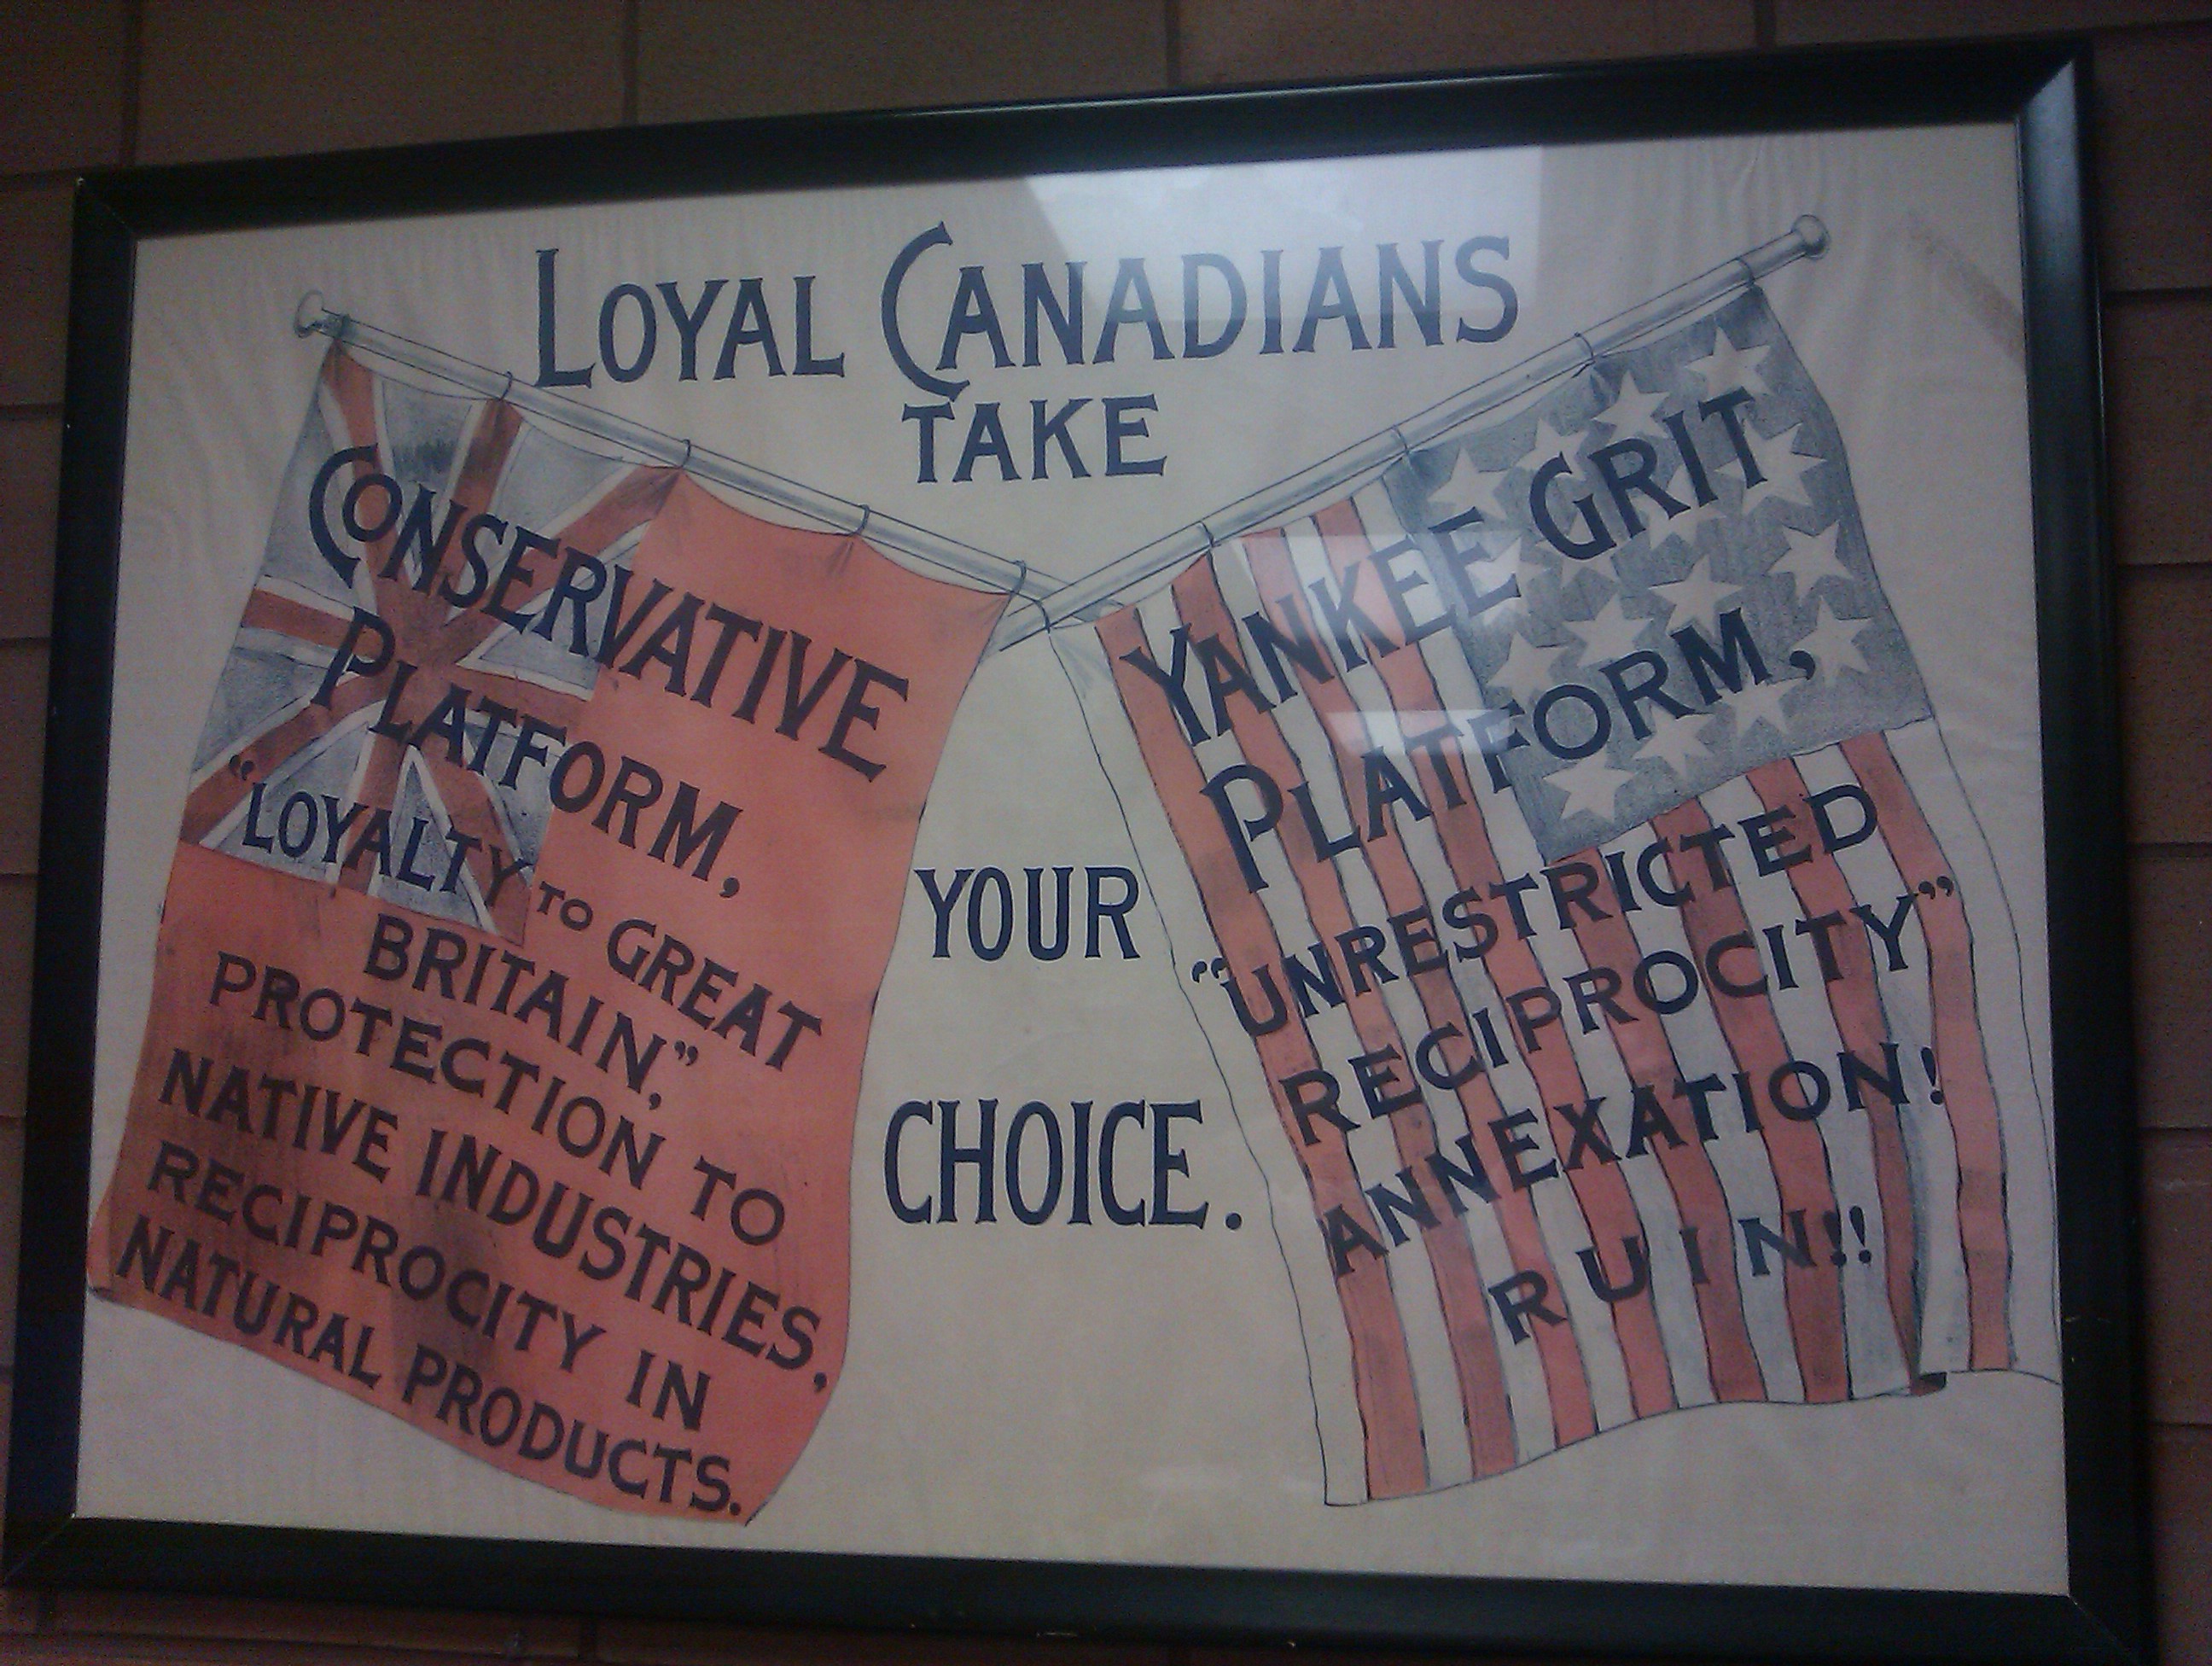 LOYAL CANADIANS
TAKE
CONSERVATIVE
PLATFORM,
"LOYALTY TO GREAT
BRITAIN,"
PROTECTION TO
NATIVE INDUSTRIES,
RECIPROCITY IN
NATURAL PRODUCTS.
YOUR
CHOICE.
YANKEE GRIT
PLATFORM,
"UNRESTRICTED
RECIPROCITY"
ANNEXATION!
RUIN!!